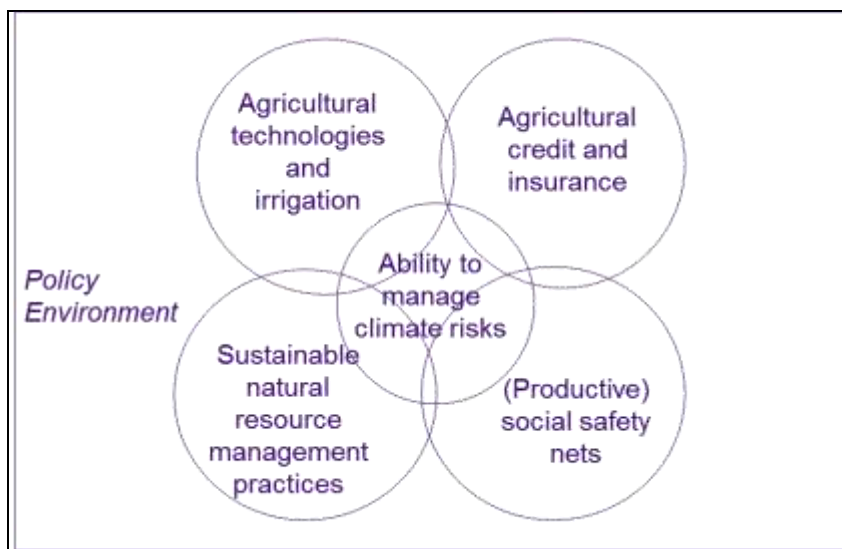 Agricultural
technologies
and
irrigation
Agricultural
credit and
insurance
Policy
Environment
Ability to
manage
climate risks
Sustainable
natural
resource
management
practices
(Productive)
social safety
nets